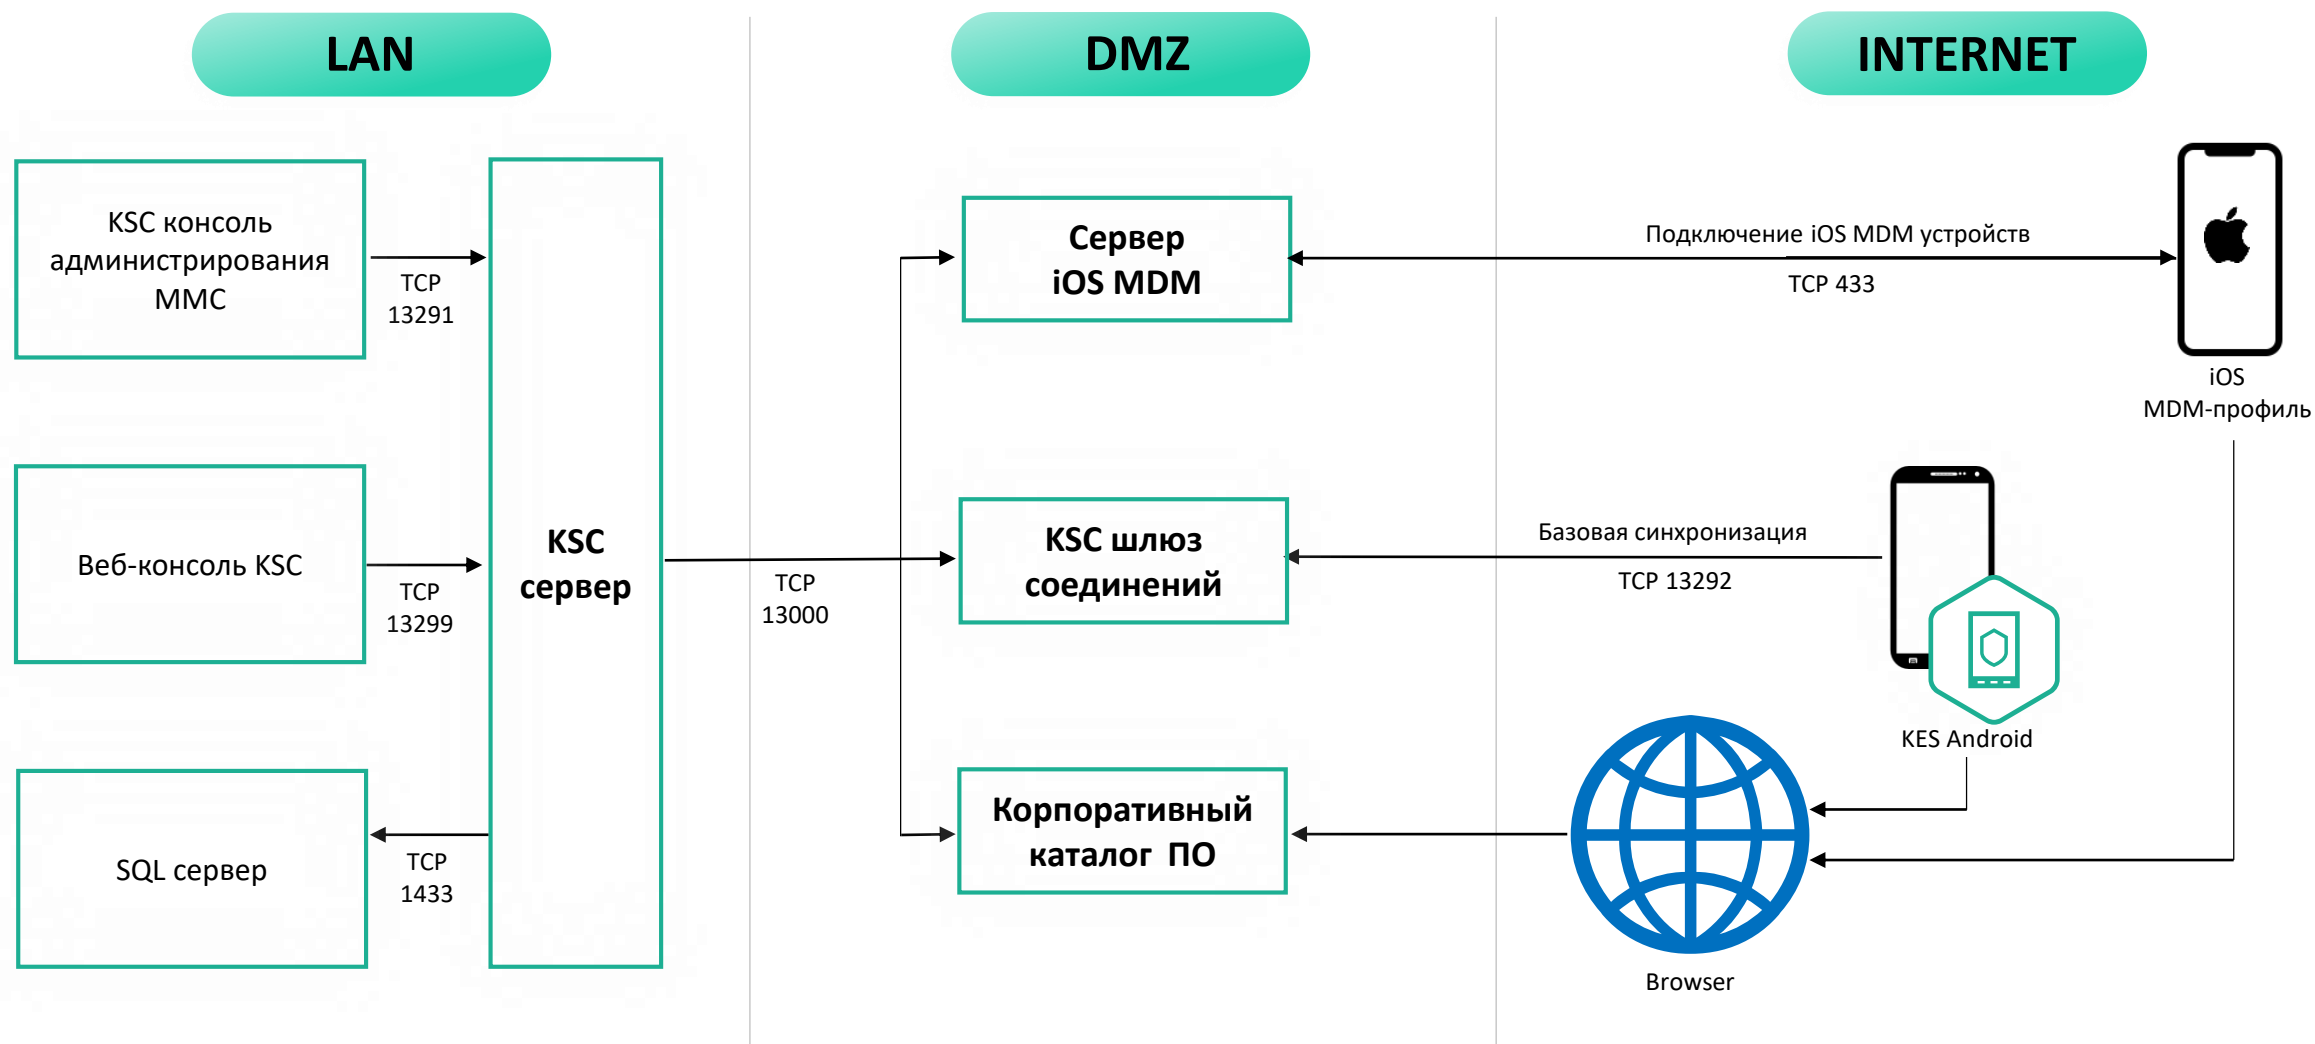 LAN
DMZ
INTERNET
KSC консоль
администрирования
MMC
TCP
13291
Веб-консоль KSC
TCP
13299
SQL сервер
TCP
1433
KSC
сервер
TCP
13000
Сервер
iOS MDM
KSC шлюз
соединений
Корпоративный
каталог ПО
Подключение iOS MDM устройств
TCP 433
iOS
MDM-профиль
Базовая синхронизация
TCP 13292
KES Android
Browser